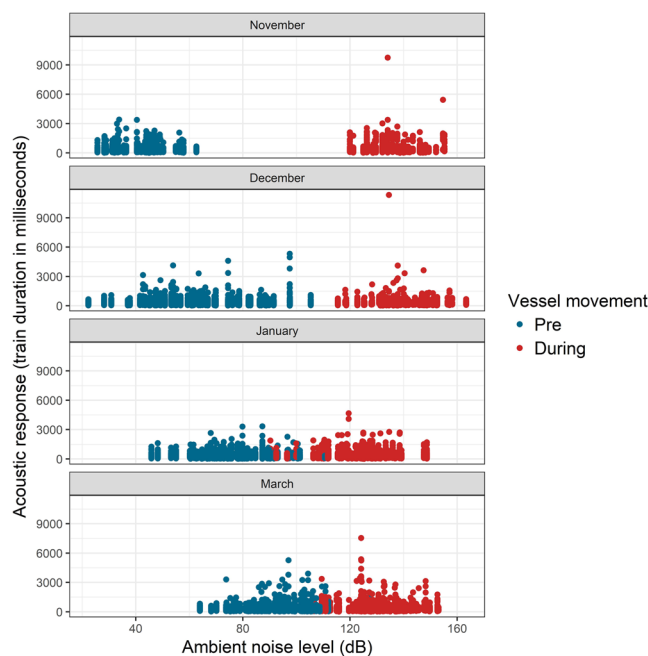 November
9000
6000
3000
0
December
9000
6000
3000
0
January
9000
6000
3000
0
March
9000
6000
3000
0
40 80 120 160
Ambient noise level (dB)
Acoustic response (train duration in milliseconds)
Vessel movement
Pre
During